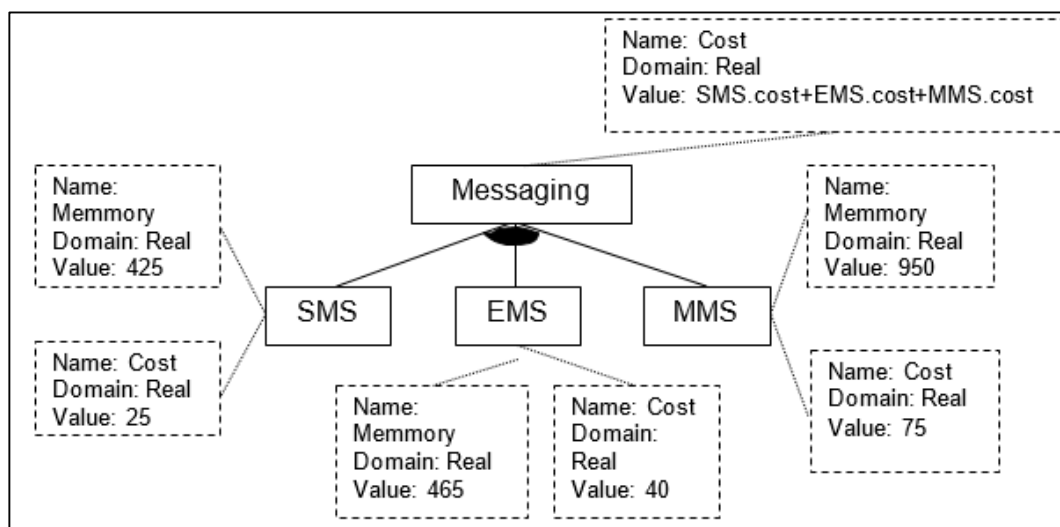 Name: Cost
Domain: Real
Value: SMS.cost+EMS.cost+MMS.cost
Messaging
Name:
Memmory
Domain: Real
Value: 425
Name:
Memmory
Domain: Real
Value: 950
SMS
EMS
MMS
Name: Cost
Domain: Real
Value: 25
Name:
Memmory
Domain: Real
Value: 465
Name: Cost
Domain:
Real
Value: 40
Name: Cost
Domain: Real
Value: 75